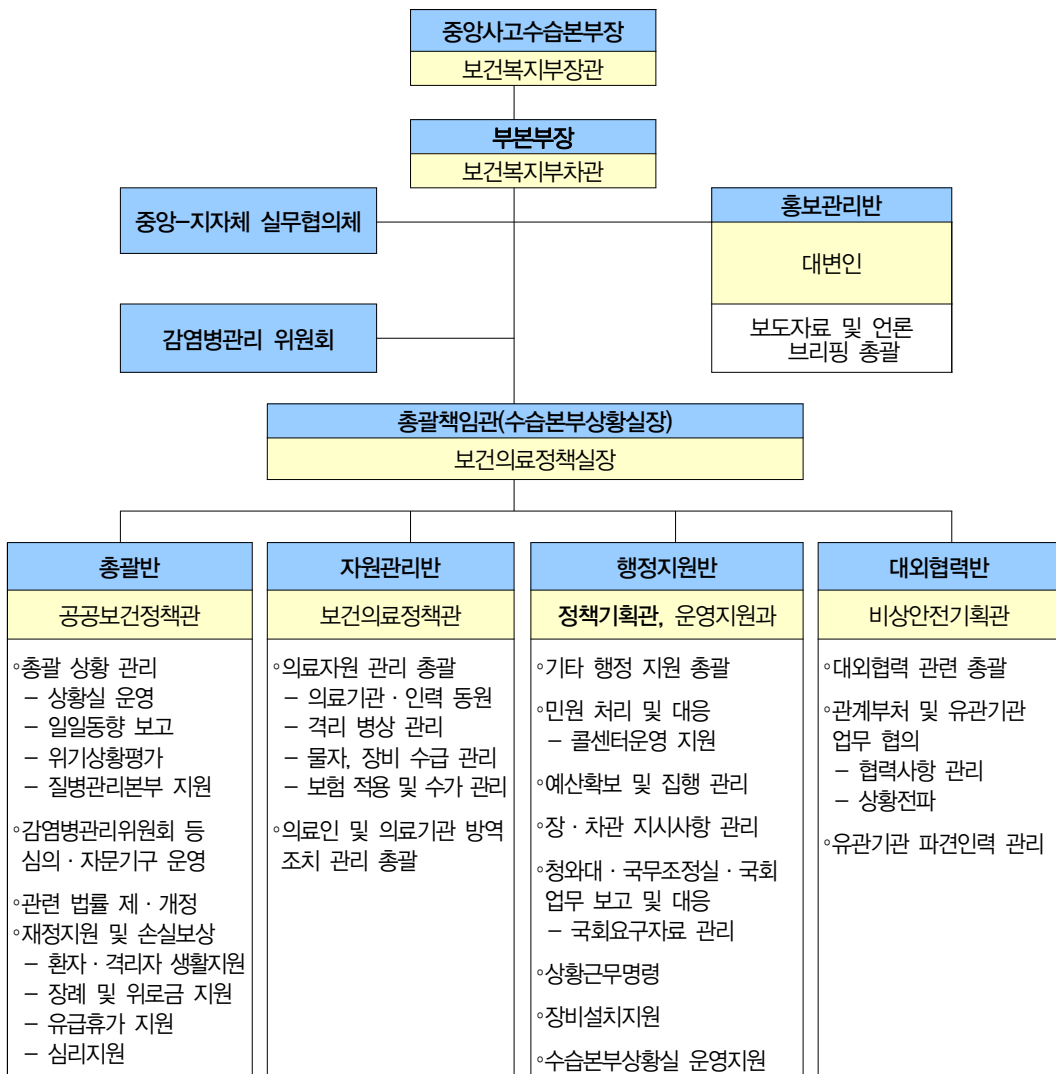 중앙사고수습본부장
보건복지부장관
부본부장
보건복지부차관
중앙-지자체 실무협의체
홍보관리반
대변인
보도자료 및 언론
브리핑 총괄
감염병관리 위원회
총괄책임관(수습본부상황실장)
보건의료정책실장
총괄반
공공보건정책관
◦총괄 상황 관리
- 상황실 운영
- 일일동향 보고
- 위기상황평가
- 질병관리본부 지원
◦감염병관리위원회 등
심의·자문기구 운영
◦관련 법률 제·개정
◦재정지원 및 손실보상
- 환자·격리자 생활지원
- 장례 및 위로금 지원
- 유급휴가 지원
- 심리지원
자원관리반
보건의료정책관
◦의료자원 관리 총괄
- 의료기관·인력 동원
- 격리 병상 관리
- 물자, 장비 수급 관리
- 보험 적용 및 수가 관리
◦의료인 및 의료기관 방역
조치 관리 총괄
행정지원반
정책기획관, 운영지원과
◦기타 행정 지원 총괄
◦민원 처리 및 대응
- 콜센터운영 지원
◦예산확보 및 집행 관리
◦장·차관 지시사항 관리
◦청와대·국무조정실·국회
업무 보고 및 대응
- 국회요구자료 관리
◦상황근무명령
◦장비설치지원
◦수습본부상황실 운영지원
대외협력반
비상안전기획관
◦대외협력 관련 총괄
◦관계부처 및 유관기관
업무 협의
- 협력사항 관리
- 상황전파
◦유관기관 파견인력 관리